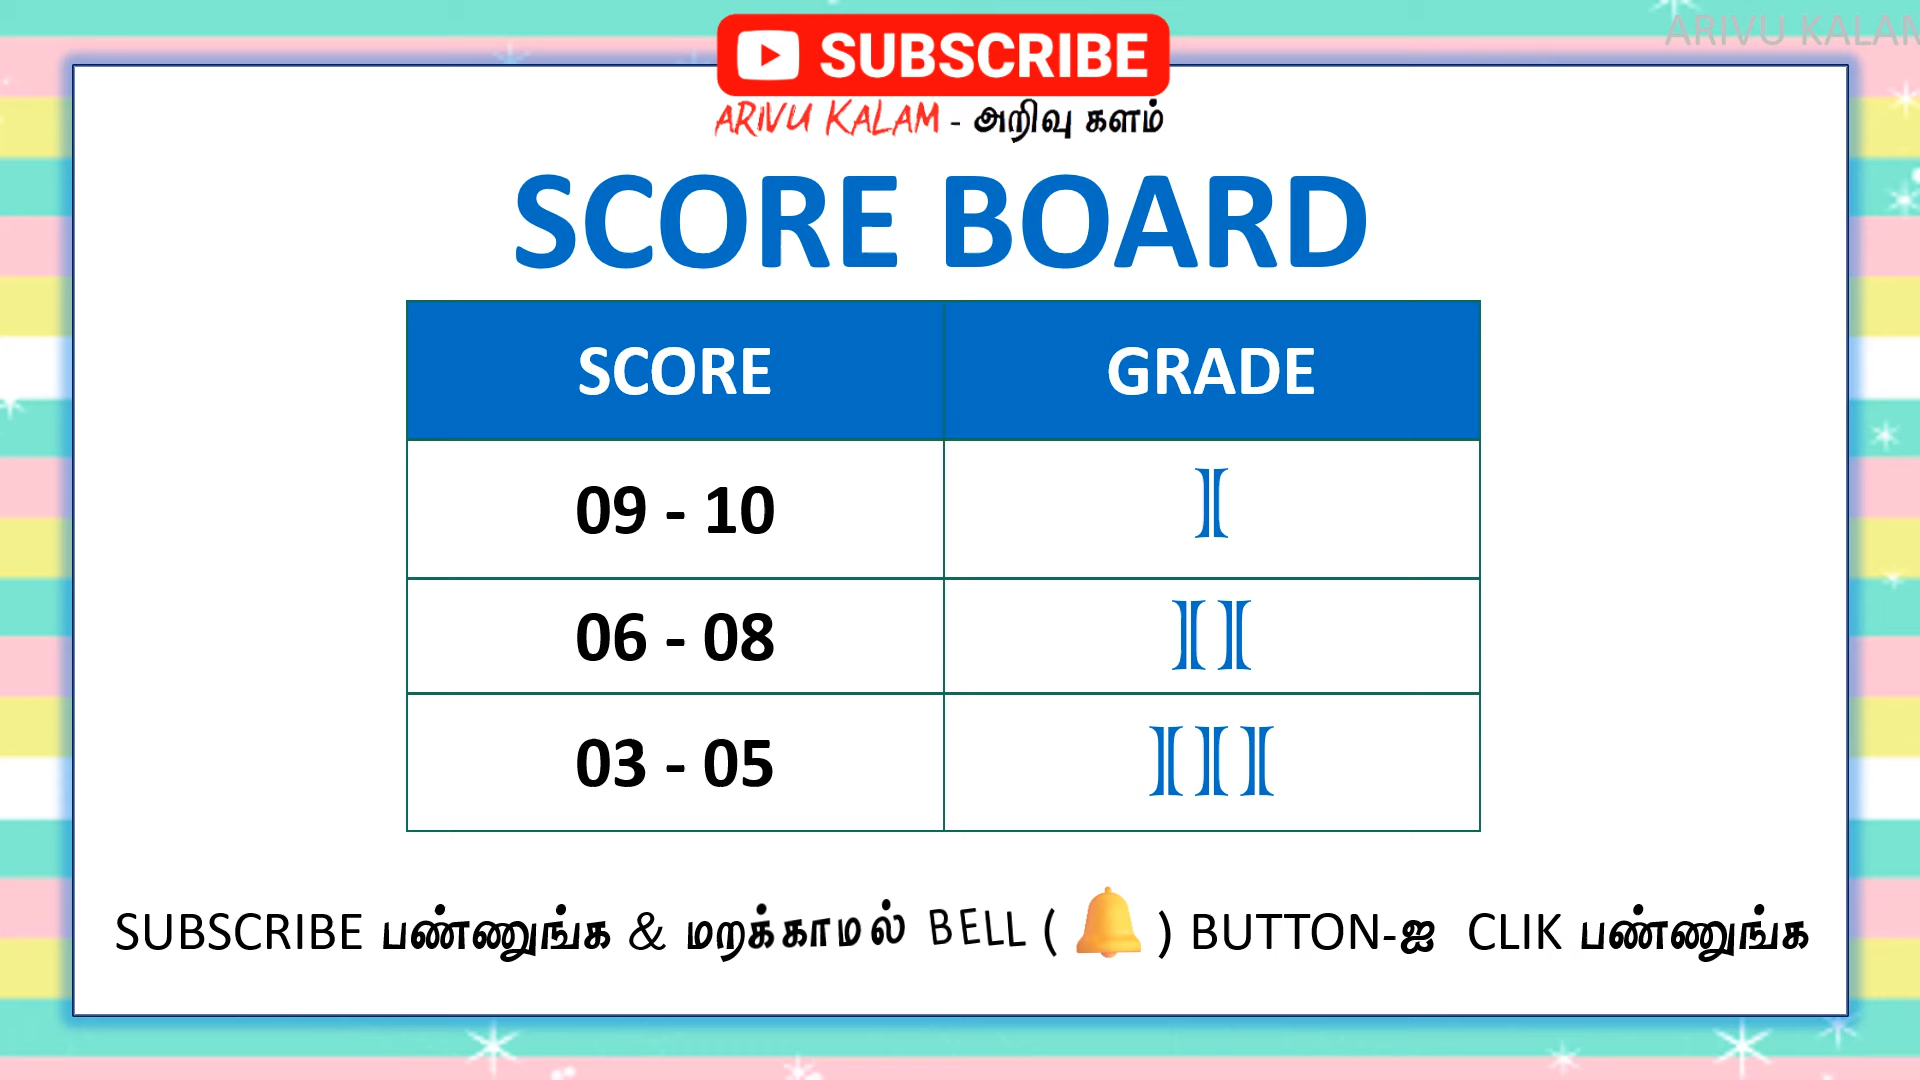 ARIVU KALAM
SUBSCRIBE
ARIVU KALAM - அறிவு களம்
SCORE BOARD
SCORE GRADE
09 - 10 I
06 - 08 II
03 - 05 III
SUBSCRIBE பண்ணுங்க & மறக்காமல் BELL ( 🔔 ) BUTTON-ஐ CLIK பண்ணுங்க